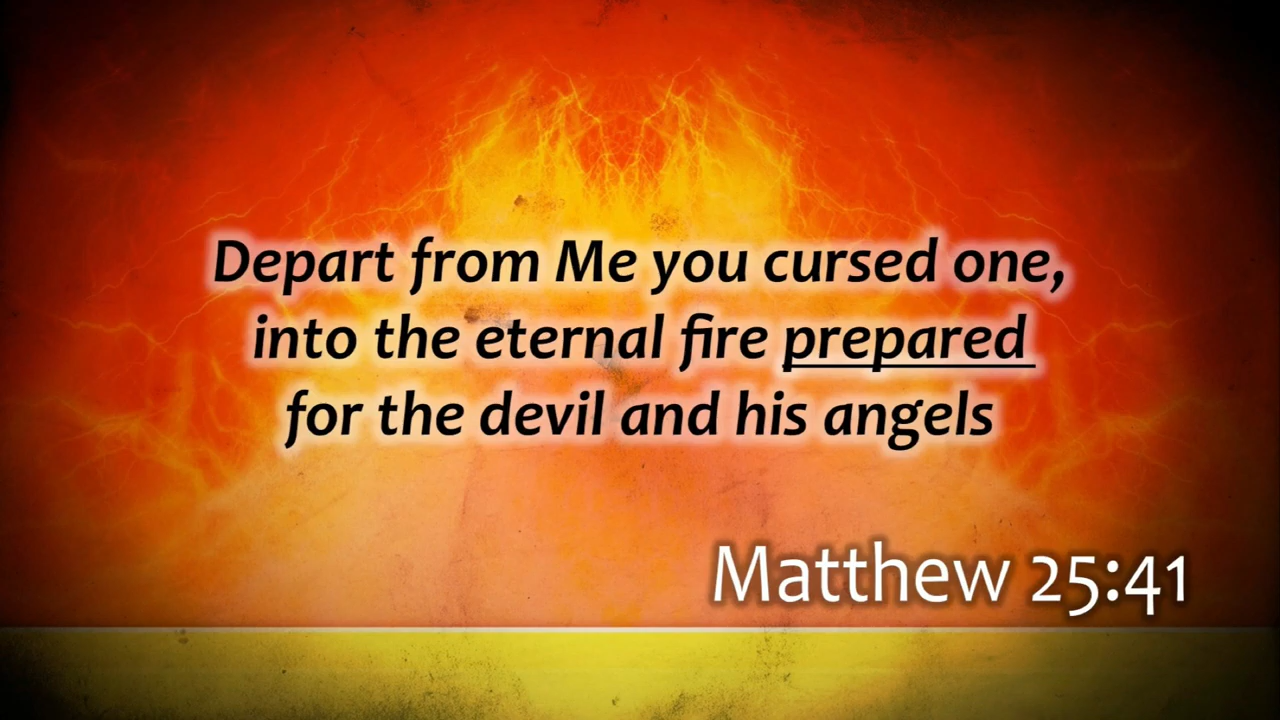 Depart from Me you cursed one,
into the eternal fire prepared
for the devil and his angels
Matthew 25:41